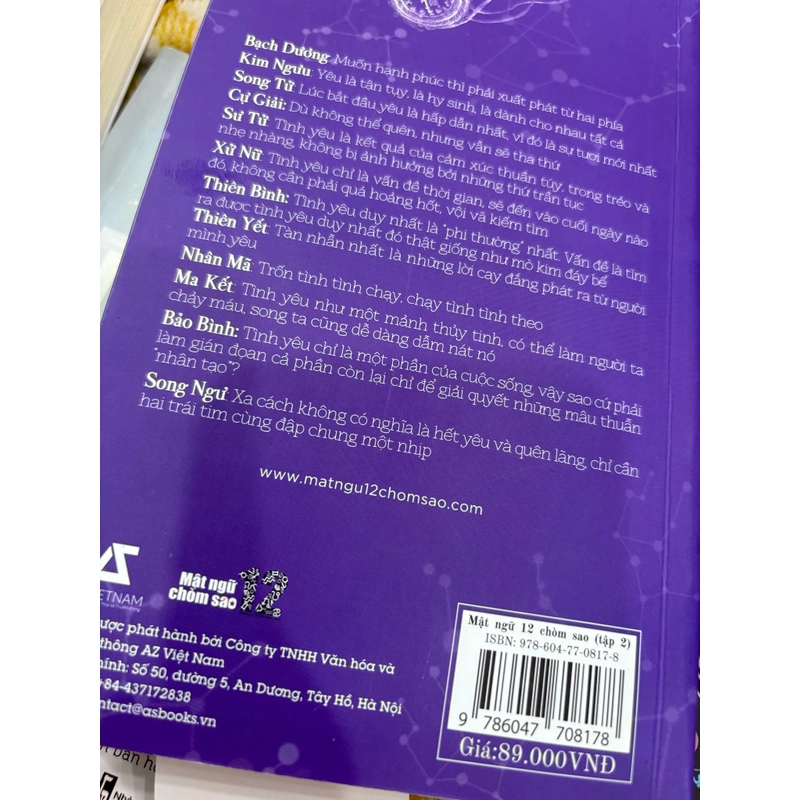 Bạch Dương: Muốn hạnh phúc thì phải xuất phát từ hai phía
Kim Ngưu: Yêu là tận tụy, là hy sinh, là dành cho nhau tất cả
Song Tử: Lúc bắt đầu yêu là hấp dẫn nhất, vì đó là sự tươi mới nhất
Cự Giải: Dù không thể quên, nhưng vẫn sẽ tha thứ
Sư Tử: Tình yêu là kết quả của cảm xúc thuần túy, trong trẻo và
nhẹ nhàng, không bị ảnh hưởng bởi những thứ trần tục
Xử Nữ: Tình yêu chỉ là vấn đề thời gian, sẽ đến vào cuối ngày nào
đó, không cần phải quá hoảng hốt, vội vã kiếm tìm
Thiên Bình: Tình yêu duy nhất là "phi thường" nhất. Vấn đề là tìm
ra được tình yêu duy nhất đó thật giống như mò kim đáy bể
Thiên Yết: Tàn nhẫn nhất là những lời cay đắng phát ra từ người
mình yêu
Nhân Mã: Trốn tình tình chạy, chạy tình tình theo
Ma Kết: Tình yêu như một mảnh thủy tinh, có thể làm người ta
chảy máu, song ta cũng dễ dàng dẫm nát nó
Bảo Bình: Tình yêu chỉ là một phần của cuộc sống, vậy sao cứ phải
làm gián đoạn cả phần còn lại chỉ để giải quyết những mâu thuẫn
"nhân tạo"?
Song Ngư: Xa cách không có nghĩa là hết yêu và quên lãng, chỉ cần
hai trái tim cùng đập chung một nhịp
www.matngu12chomsao.com
ETNAM
Mật ngữ
chòm sao 12
ược phát hành bởi Công ty TNHH Văn hóa và
thông AZ Việt Nam
hính: Số 50, đường 5, An Dương, Tây Hồ, Hà Nội
+84-437172838
ontact@asbooks.vn
Mật ngữ 12 chòm sao (tập 2)
ISBN: 978-604-77-0817-8
9 786047 708178
Giá:89.000VNĐ